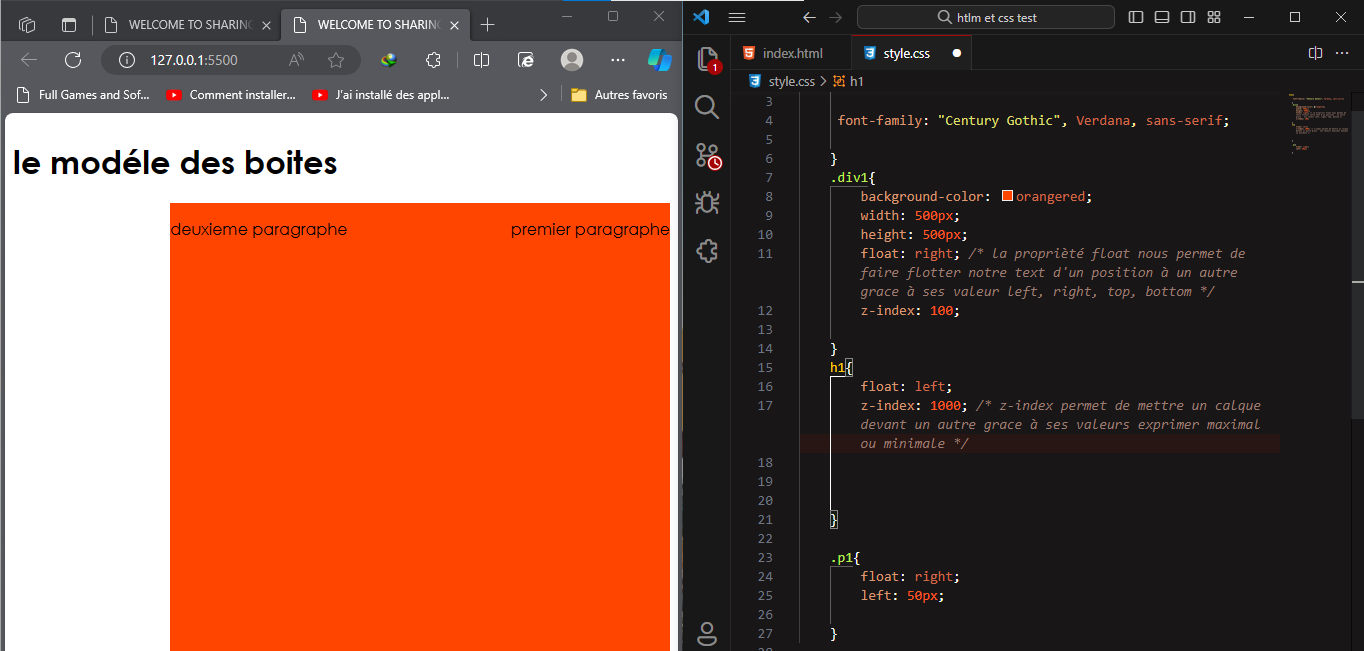 WELCOME TO SHARING
WELCOME TO SHARING
127.0.0.1:5500
Full Games and Sof...
Comment installer...
J'ai installé des appl...
Autres favoris
le modéle des boites
deuxieme paragraphe
premier paragraphe
htlm et css test
1
index.html
style.css
style.css > h1
3
4 font-family: "Century Gothic", Verdana, sans-serif;
5
6 }
7 .div1{
8 background-color: orangered;
9 width: 500px;
10 height: 500px;
11 float: right; /* la propriètè float nous permet de
faire flotter notre text d'un position à un autre
grace à ses valeur left, right, top, bottom */
12 z-index: 100;
13
14 }
15 h1{
16 float: left;
17 z-index: 1000; /* z-index permet de mettre un calque
devant un autre grace à ses valeurs exprimer maximal
ou minimale */
18
19
20
21 }
22
23 .p1{
24 float: right;
25 left: 50px;
26
27 }